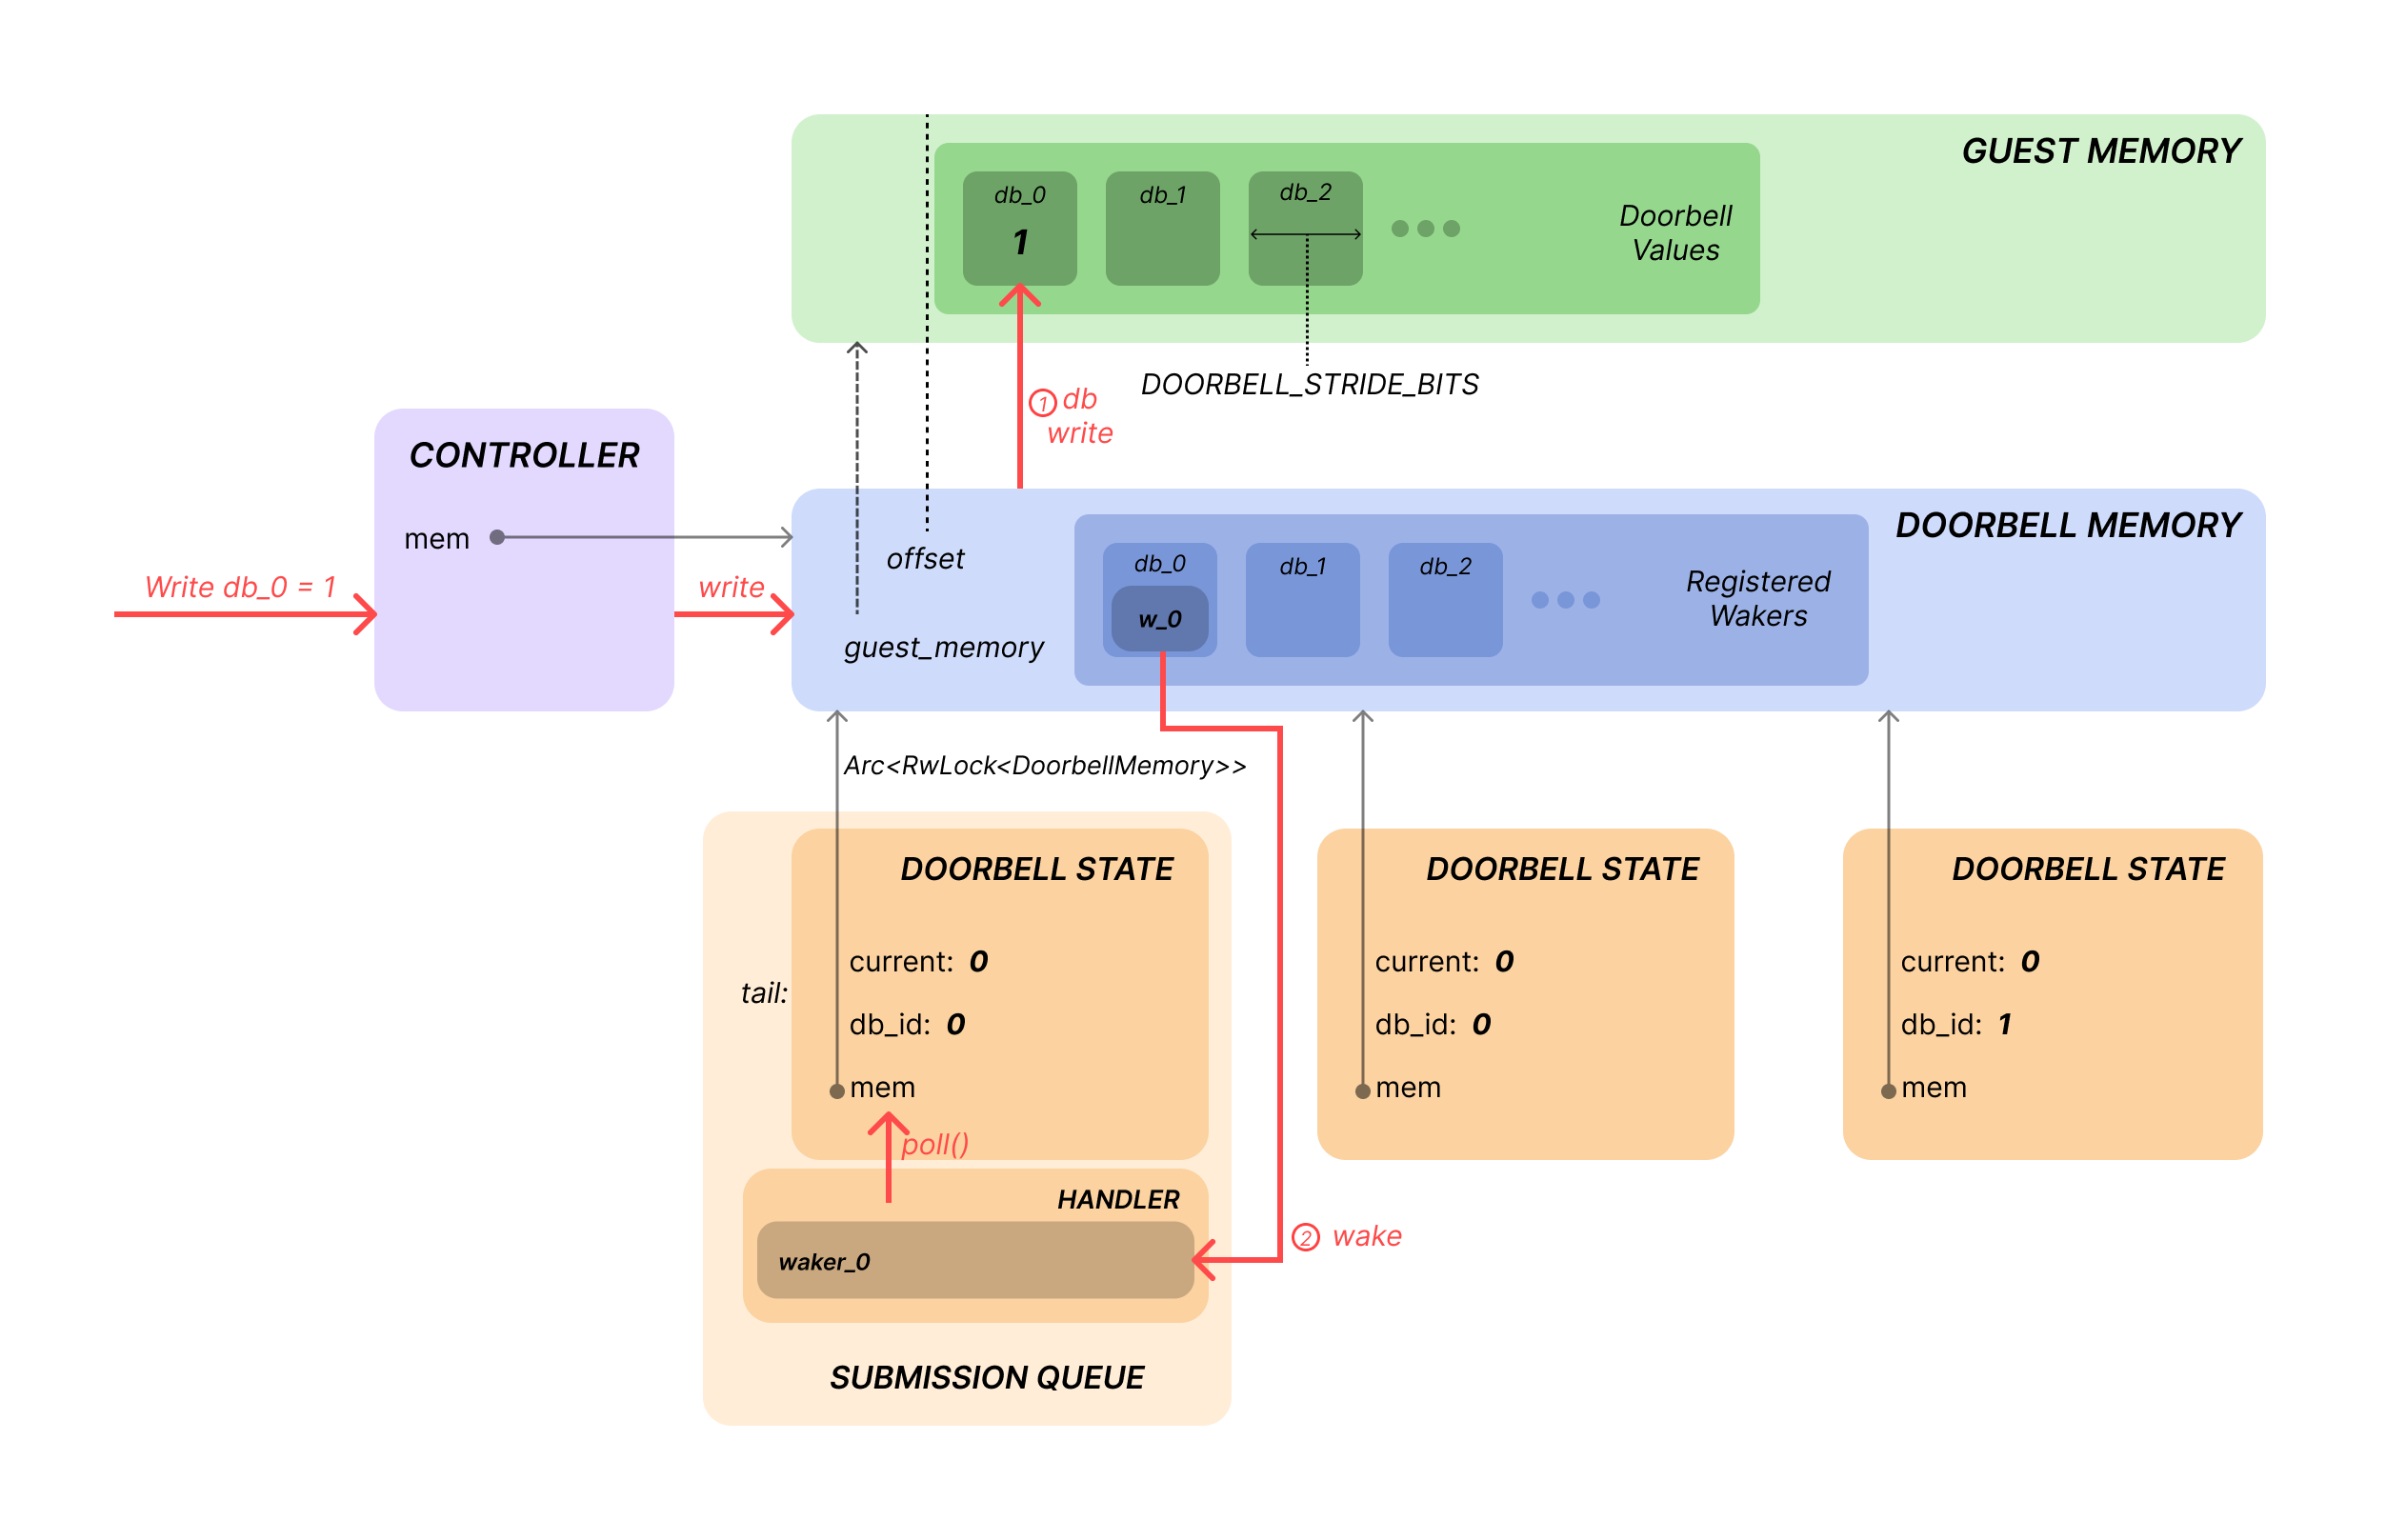 GUEST MEMORY
db_0
1
db_1
db_2
Doorbell
Values
DOORBELL_STRIDE_BITS
1 db
write
CONTROLLER
mem
Write db_0 = 1
write
DOORBELL MEMORY
offset
guest_memory
db_0
w_0
db_1
db_2
Registered
Wakers
Arc<RwLock<DoorbellMemory>>
tail:
DOORBELL STATE
current: 0
db_id: 0
mem
poll()
HANDLER
waker_0
SUBMISSION QUEUE
2 wake
DOORBELL STATE
current: 0
db_id: 0
mem
DOORBELL STATE
current: 0
db_id: 1
mem